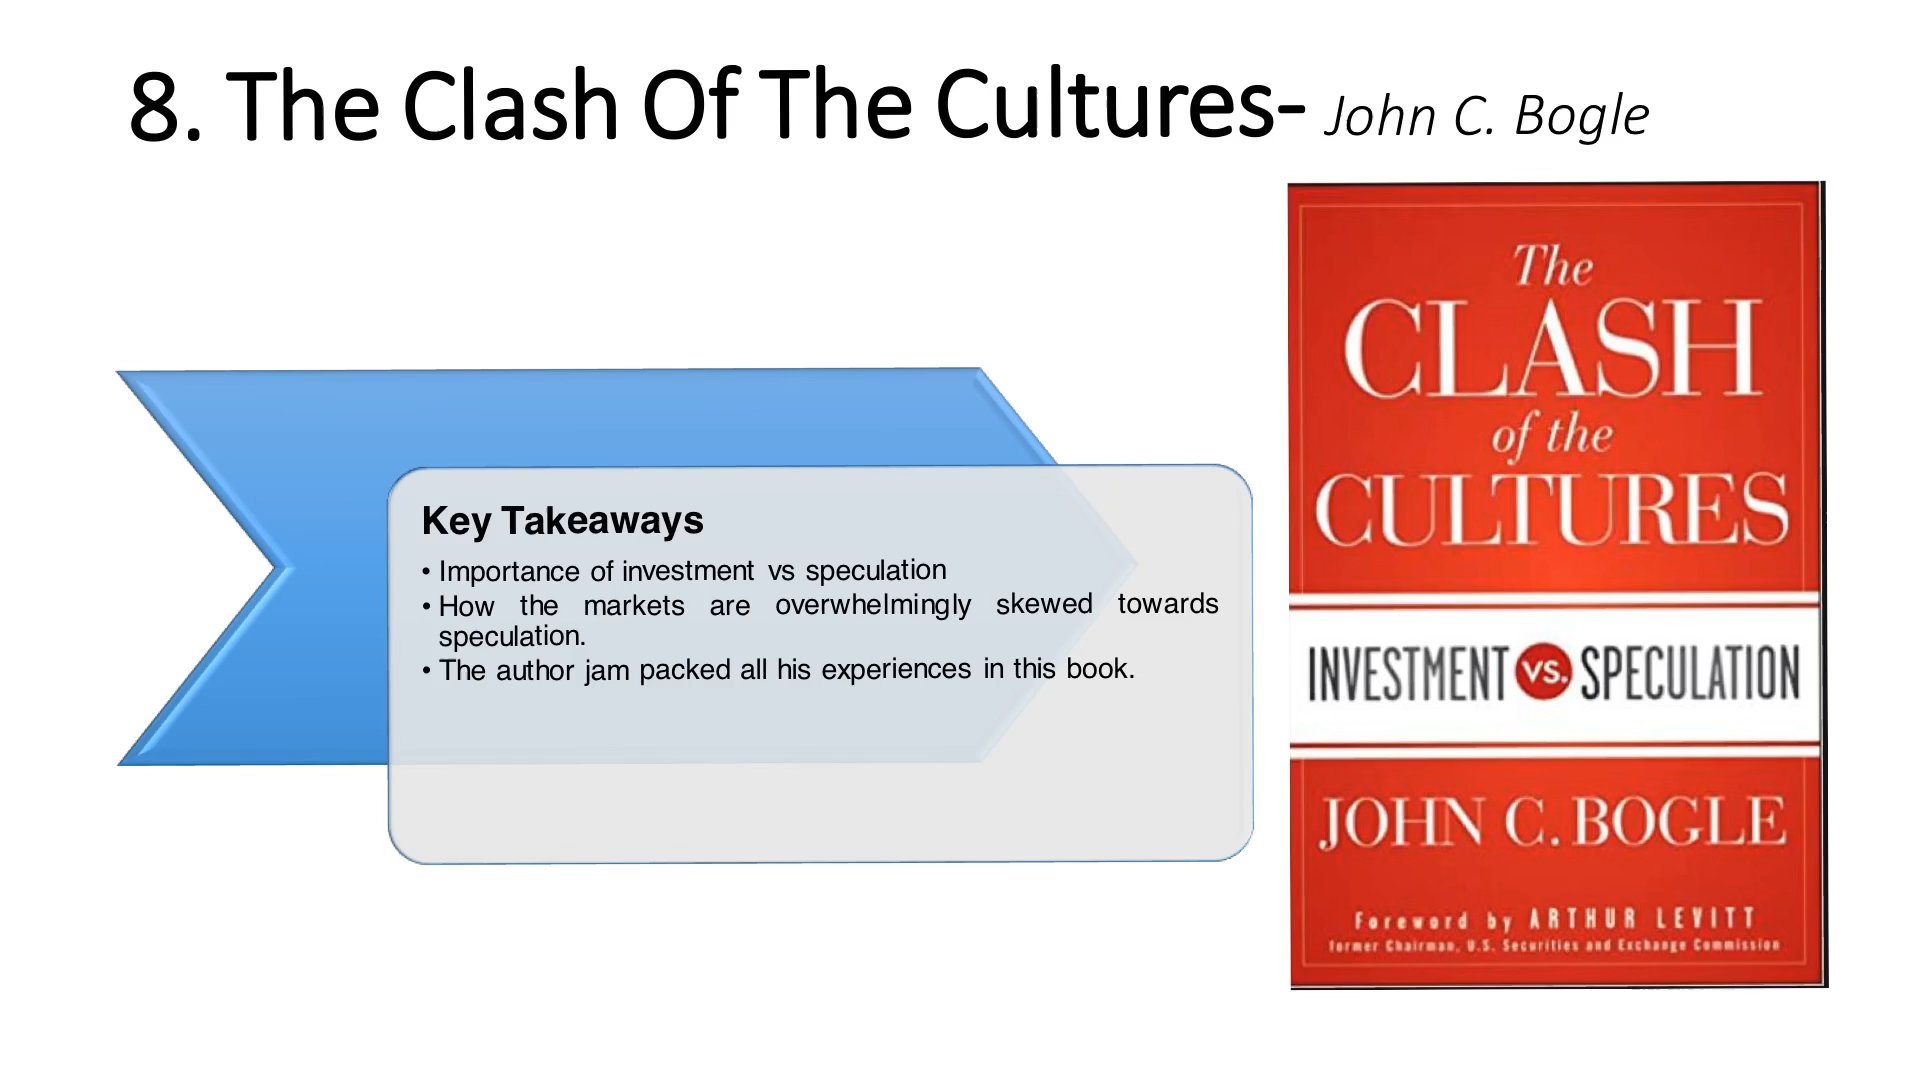 8. The Clash Of The Cultures- John C. Bogle
Key Takeaways
• Importance of investment vs speculation
• How the markets are overwhelmingly skewed towards
speculation.
• The author jam packed all his experiences in this book.
The
CLASH
of the
CULTURES
INVESTMENT VS. SPECULATION
JOHN C. BOGLE
Foreword by ARTHUR LEVITT
former Chairman, U.S. Securities and Exchange Commission